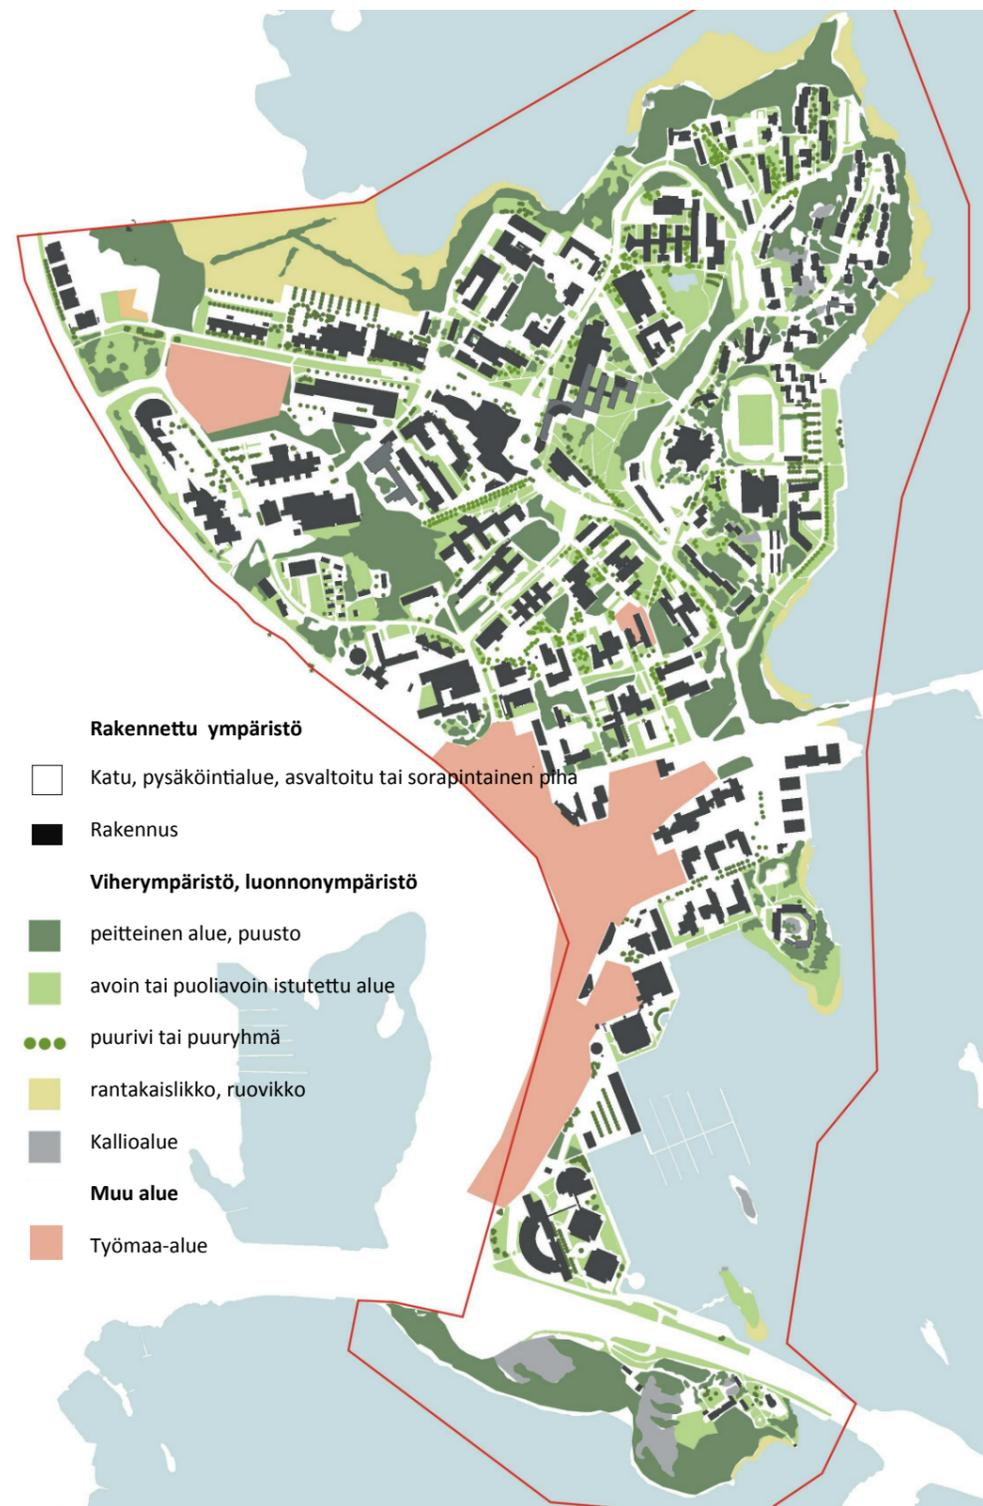 Rakennettu ympäristö
Katu, pysäköintialue, asvaltoitu tai sorapintainen piha
Rakennus
Viherympäristö, luonnonympäristö
peitteinen alue, puusto
avoin tai puoliavoin istutettu alue
puurivi tai puuryhmä
rantakaislikko, ruovikko
Kallioalue
Muu alue
Työmaa-alue